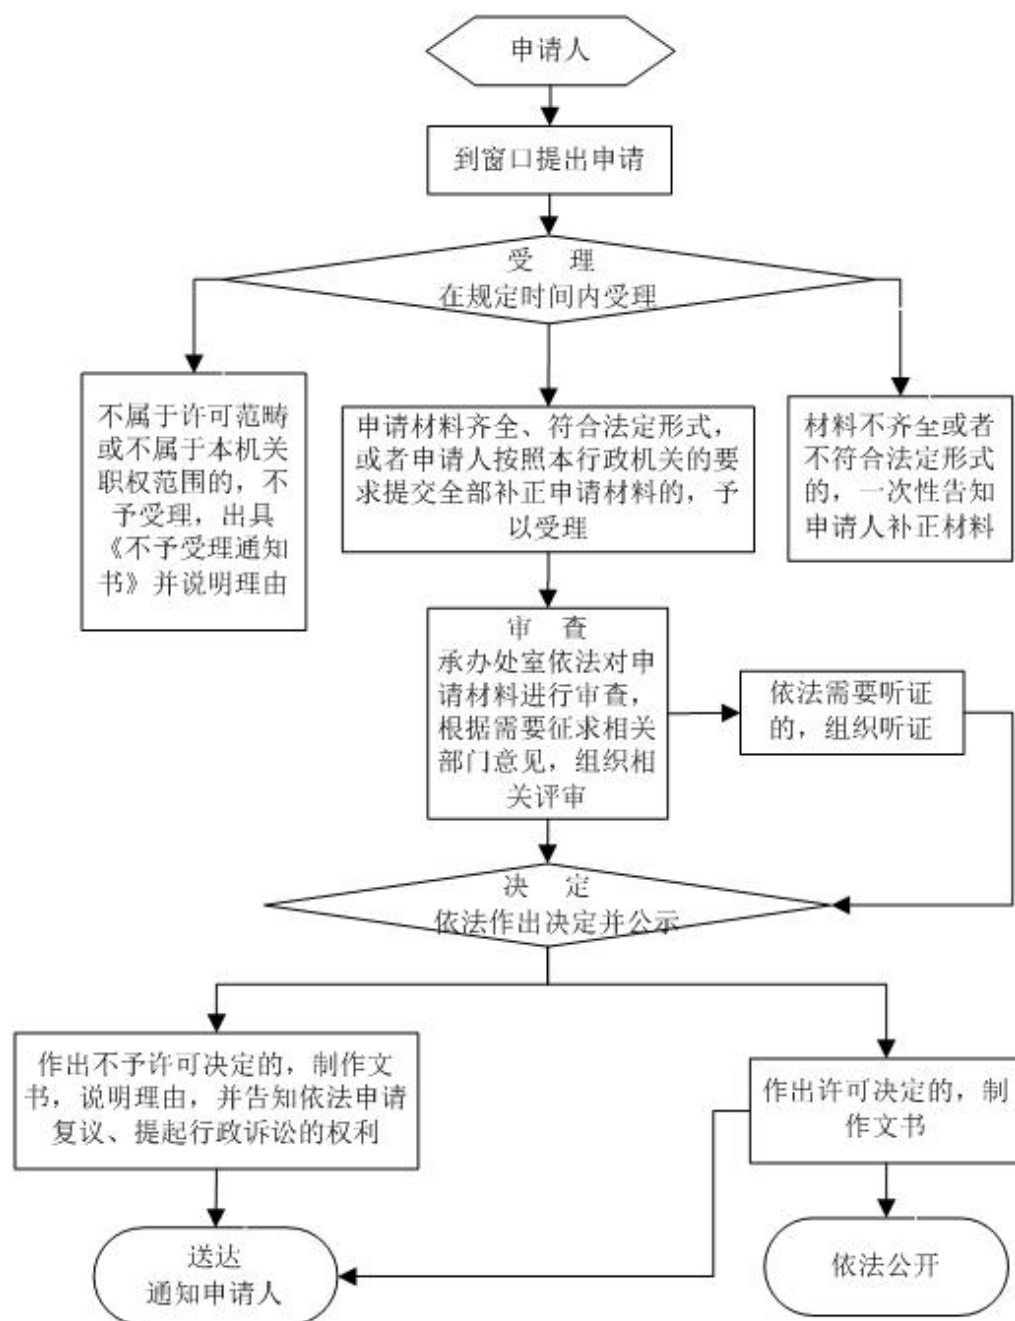 申请人
到窗口提出申请
受 理
在规定时间内受理
不属于许可范畴
或不属于本机关
职权范围的，不
予受理，出具
《不予受理通知
书》并说明理由
申请材料齐全、符合法定形式，
或者申请人按照本行政机关的要
求提交全部补正申请材料的，予
以受理
材料不齐全或者
不符合法定形式
的，一次性告知
申请人补正材料
审 查
承办处室依法对申
请材料进行审查，
根据需要征求相关
部门意见，组织相
关评审
依法需要听证
的，组织听证
决 定
依法作出决定并公示
作出不予许可决定的，制作文
书，说明理由，并告知依法申请
复议、提起行政诉讼的权利
作出许可决定的，制
作文书
送达
通知申请人
依法公开